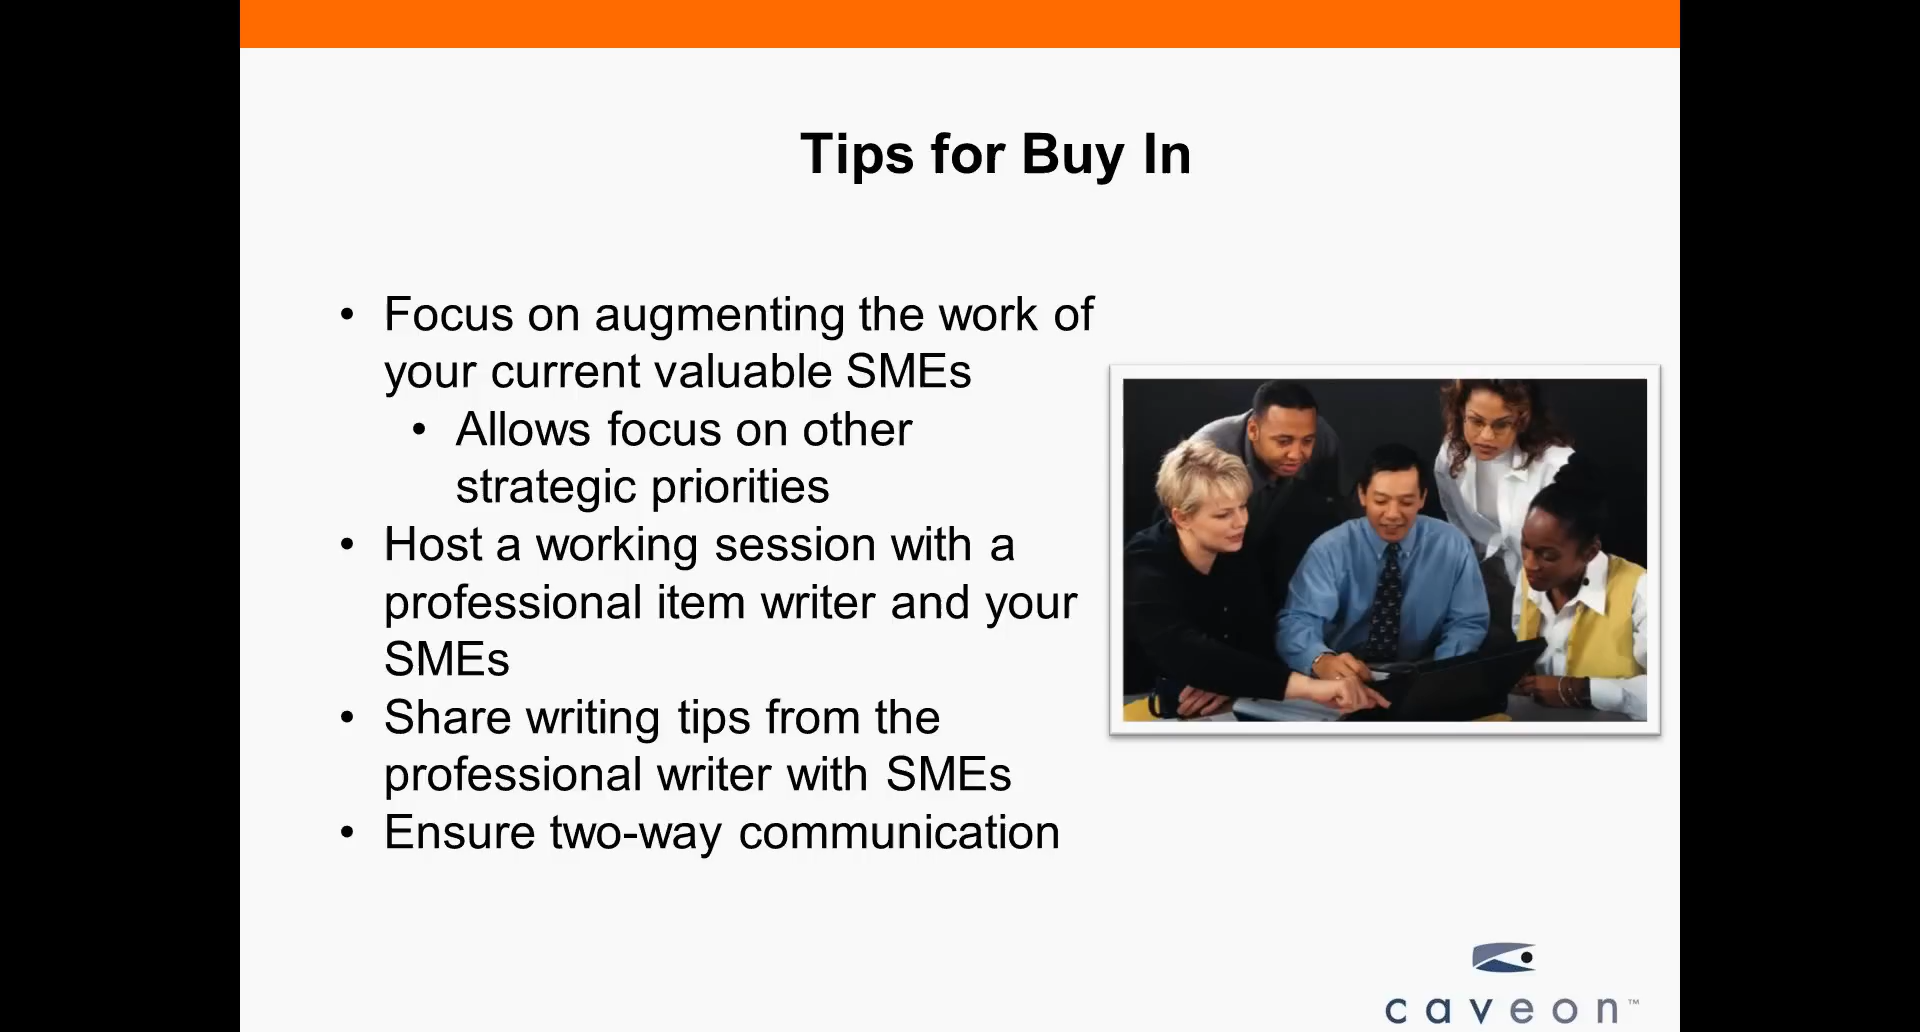 Tips for Buy In
• Focus on augmenting the work of
your current valuable SMEs
• Allows focus on other
strategic priorities
• Host a working session with a
professional item writer and your
SMEs
• Share writing tips from the
professional writer with SMEs
• Ensure two-way communication
caveon™